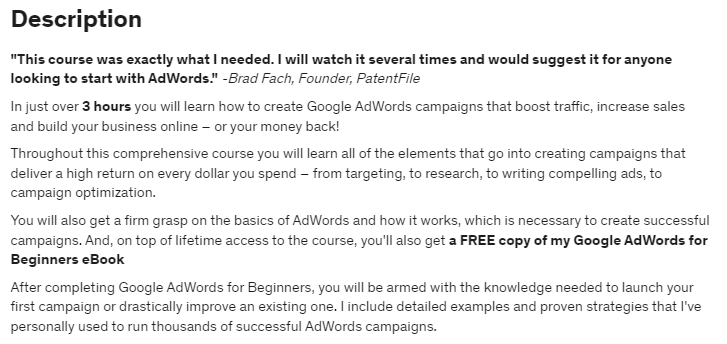 Description
"This course was exactly what I needed. I will watch it several times and would suggest it for anyone
looking to start with AdWords." -Brad Fach, Founder, PatentFile
In just over 3 hours you will learn how to create Google AdWords campaigns that boost traffic, increase sales
and build your business online – or your money back!
Throughout this comprehensive course you will learn all of the elements that go into creating campaigns that
deliver a high return on every dollar you spend – from targeting, to research, to writing compelling ads, to
campaign optimization.
You will also get a firm grasp on the basics of AdWords and how it works, which is necessary to create successful
campaigns. And, on top of lifetime access to the course, you'll also get a FREE copy of my Google AdWords for
Beginners eBook
After completing Google AdWords for Beginners, you will be armed with the knowledge needed to launch your
first campaign or drastically improve an existing one. I include detailed examples and proven strategies that I've
personally used to run thousands of successful AdWords campaigns.